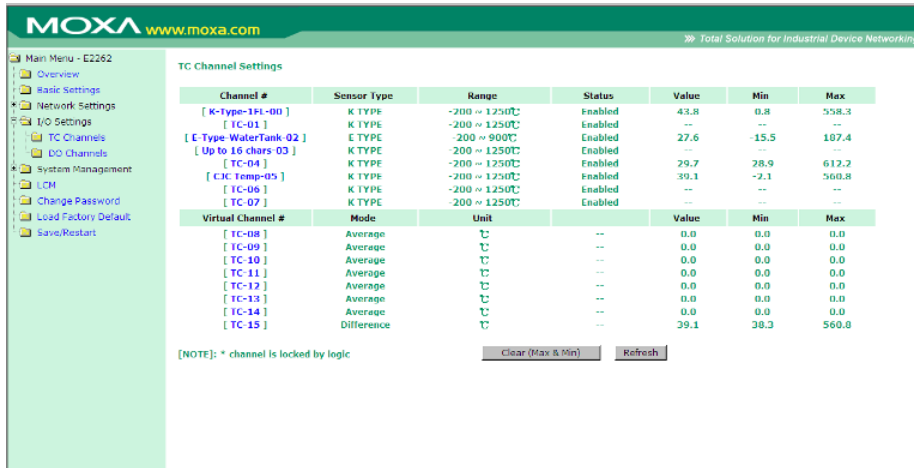 MOXA www.moxa.com
Total Solution for Industrial Device Networking
Main Menu - E2262
Overview
Basic Settings
Network Settings
I/O Settings
TC Channels
DO Channels
System Management
LCM
Change Password
Load Factory Default
Save/Restart
TC Channel Settings
Channel # Sensor Type Range Status Value Min Max
[ K-Type-1FL-00 ] K TYPE -200 ~ 1250℃ Enabled 43.8 0.8 558.3
[ TC-01 ] K TYPE -200 ~ 1250℃ Enabled -- -- --
[ E-Type-WaterTank-02 ] E TYPE -200 ~ 900℃ Enabled 27.6 -15.5 187.4
[ Up to 16 chars-03 ] K TYPE -200 ~ 1250℃ Enabled -- -- --
[ TC-04 ] K TYPE -200 ~ 1250℃ Enabled 29.7 28.9 612.2
[ CJC Temp-05 ] K TYPE -200 ~ 1250℃ Enabled 39.1 -2.1 560.8
[ TC-06 ] K TYPE -200 ~ 1250℃ Enabled -- -- --
[ TC-07 ] K TYPE -200 ~ 1250℃ Enabled -- -- --
Virtual Channel # Mode Unit Value Min Max
[ TC-08 ] Average ℃ -- 0.0 0.0 0.0
[ TC-09 ] Average ℃ -- 0.0 0.0 0.0
[ TC-10 ] Average ℃ -- 0.0 0.0 0.0
[ TC-11 ] Average ℃ -- 0.0 0.0 0.0
[ TC-12 ] Average ℃ -- 0.0 0.0 0.0
[ TC-13 ] Average ℃ -- 0.0 0.0 0.0
[ TC-14 ] Average ℃ -- 0.0 0.0 0.0
[ TC-15 ] Difference ℃ -- 39.1 38.3 560.8
[NOTE]: * channel is locked by logic
Clear (Max & Min) Refresh